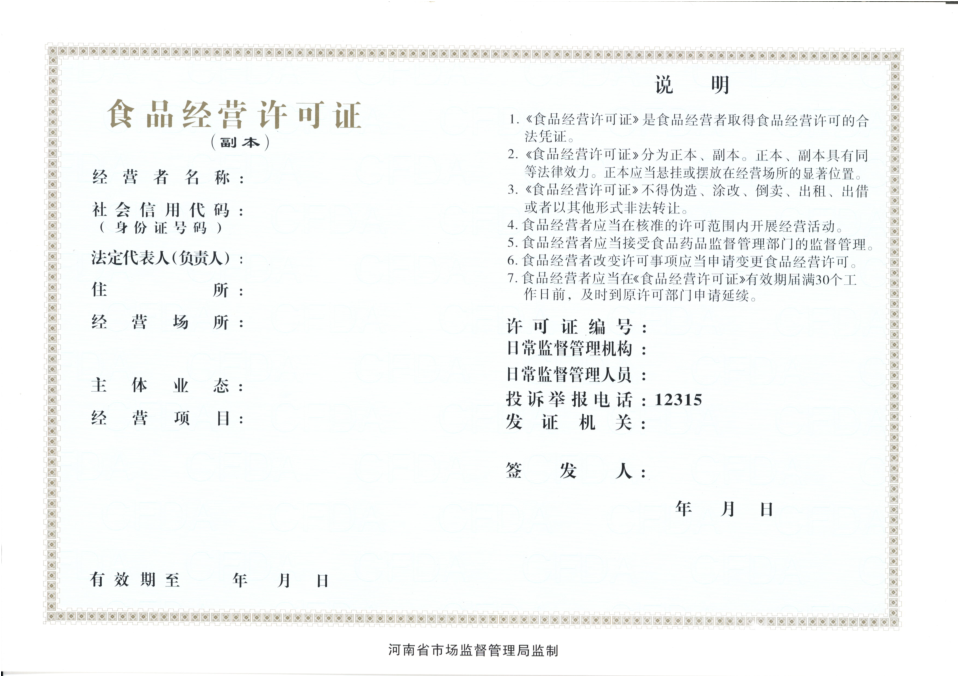 食品经营许可证
(副本)
经营者名称:
社会信用代码:
(身份证号码)
法定代表人(负责人):
住所:
经营场所:
主体业态:
经营项目:
有效期至 年 月 日
说 明
1.《食品经营许可证》是食品经营者取得食品经营许可的合
法凭证。
2.《食品经营许可证》分为正本、副本。正本、副本具有同
等法律效力。正本应当悬挂或摆放在经营场所的显著位置。
3.《食品经营许可证》不得伪造、涂改、倒卖、出租、出借
或者以其他形式非法转让。
4.食品经营者应当在核准的许可范围内开展经营活动。
5.食品经营者应当接受食品药品监督管理部门的监督管理。
6.食品经营者改变许可事项应当申请变更食品经营许可。
7.食品经营者应当在《食品经营许可证》有效期届满30个工
作日前，及时到原许可部门申请延续。
许可证编号:
日常监督管理机构:
日常监督管理人员:
投诉举报电话:12315
发证机关:
签发人:
年 月 日
河南省市场监督管理局监制